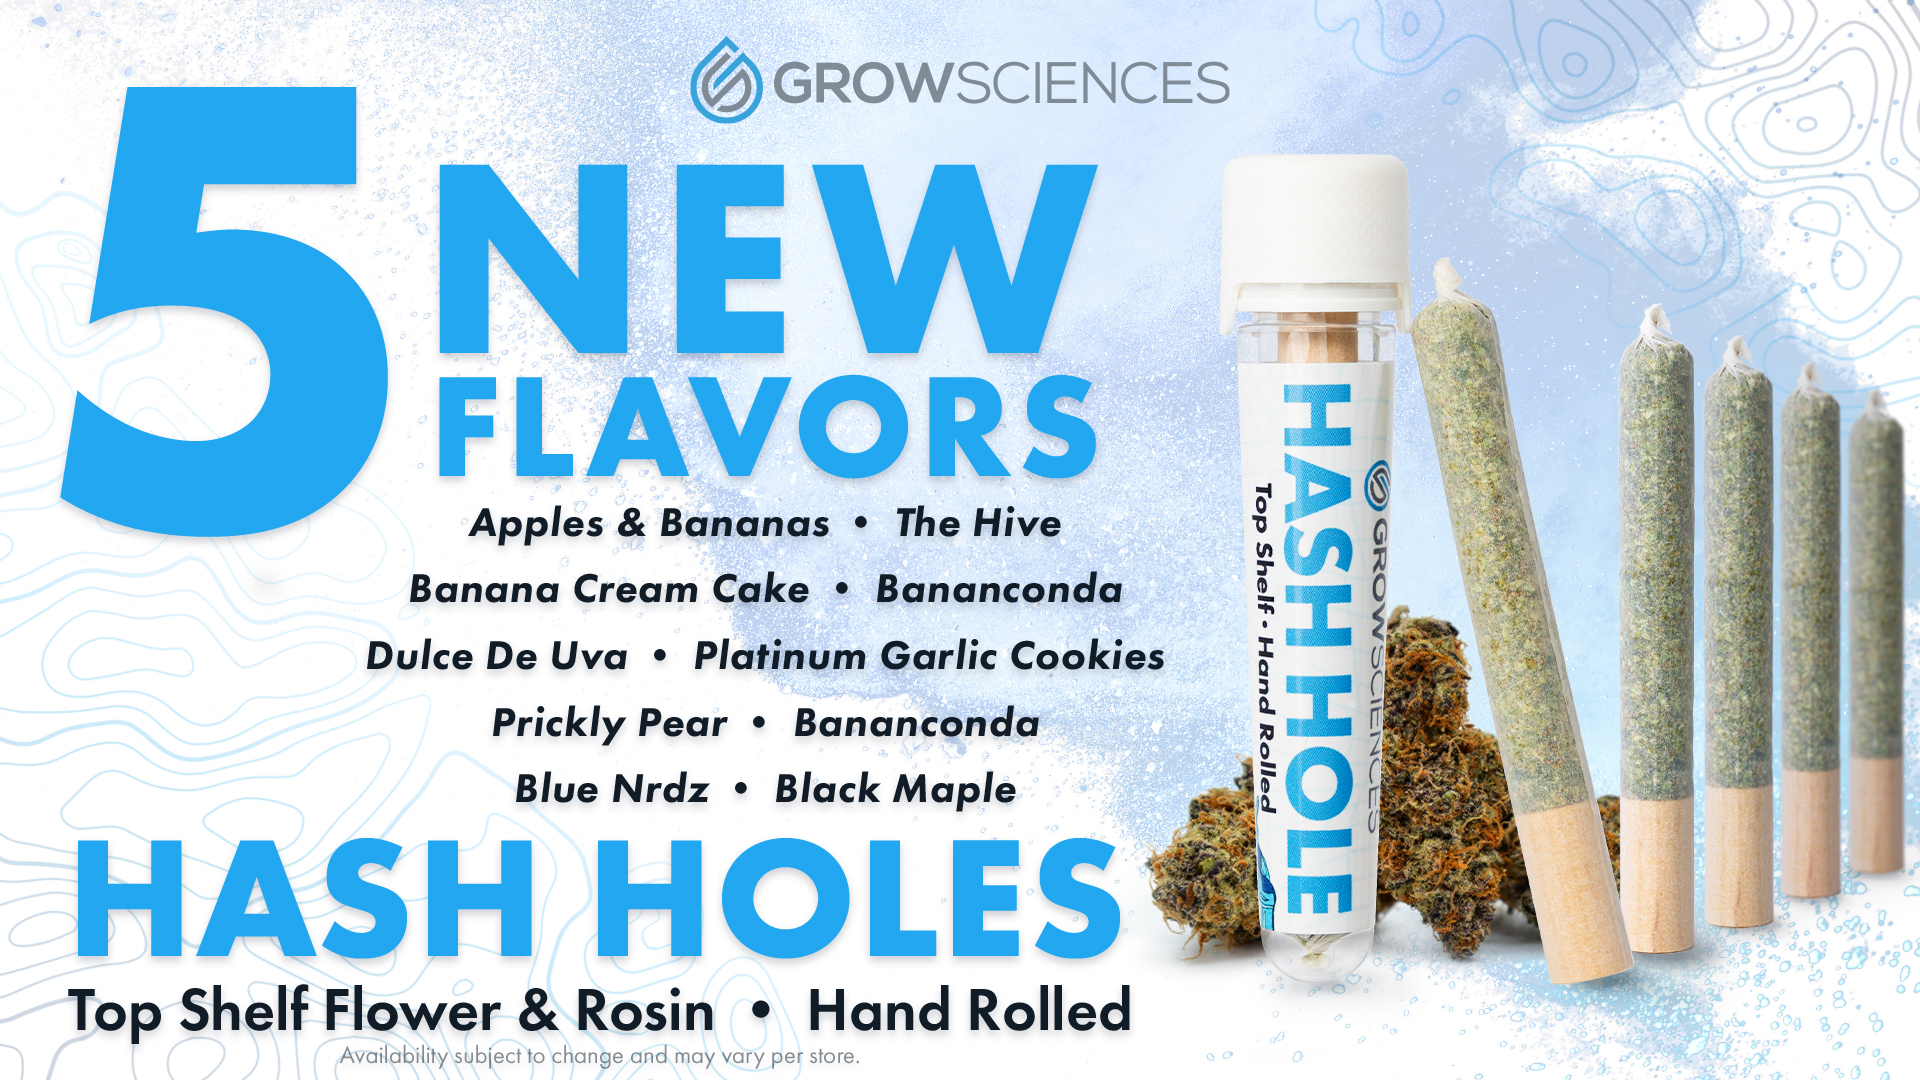 GROWSCIENCES
5 NEW
FLAVORS
Apples & Bananas • The Hive
Banana Cream Cake • Bananconda
Dulce De Uva • Platinum Garlic Cookies
Prickly Pear • Bananconda
Blue Nrdz • Black Maple
HASH HOLES
Top Shelf Flower & Rosin • Hand Rolled
Availability subject to change and may vary per store.
GROWSCIENCES
HASH HOLE
Top Shelf • Hand Rolled